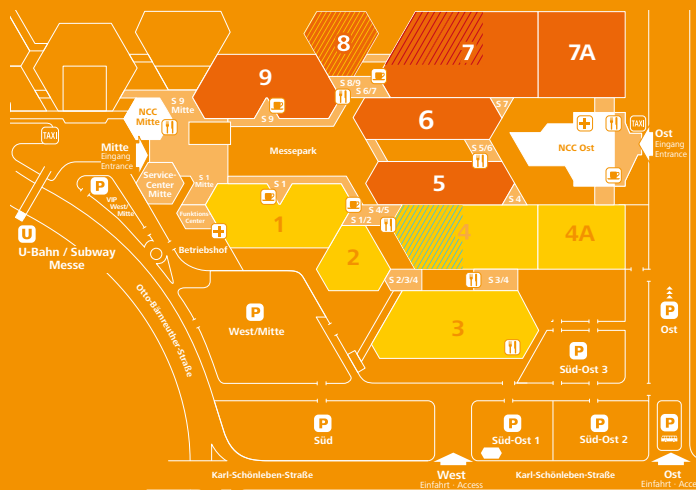 8
7
7A
9
S 8/9
S 6/7
S 9
Mitte
S 9
S 7
NCC
Mitte
6
TAXI
TAXI
Mitte
Eingang
Entrance
Messepark
S 5/6
NCC Ost
Ost
Eingang
Entrance
Service-
Center
Mitte
S 1
Mitte
S 1
5
S 4
P
VIP
West/
Mitte
Funktions
Center
S 4/5
S 1/2
1
4
4A
U
U-Bahn / Subway
Messe
Betriebshof
2
S 2/3/4
S 3/4
Otto-Bärnreuther-Straße
P
West/Mitte
3
P
Ost
P
Süd-Ost 3
P
Süd
P
Süd-Ost 1
P
Süd-Ost 2
P
Karl-Schönleben-Straße
West
Einfahrt · Access
Karl-Schönleben-Straße
Ost
Einfahrt · Acce